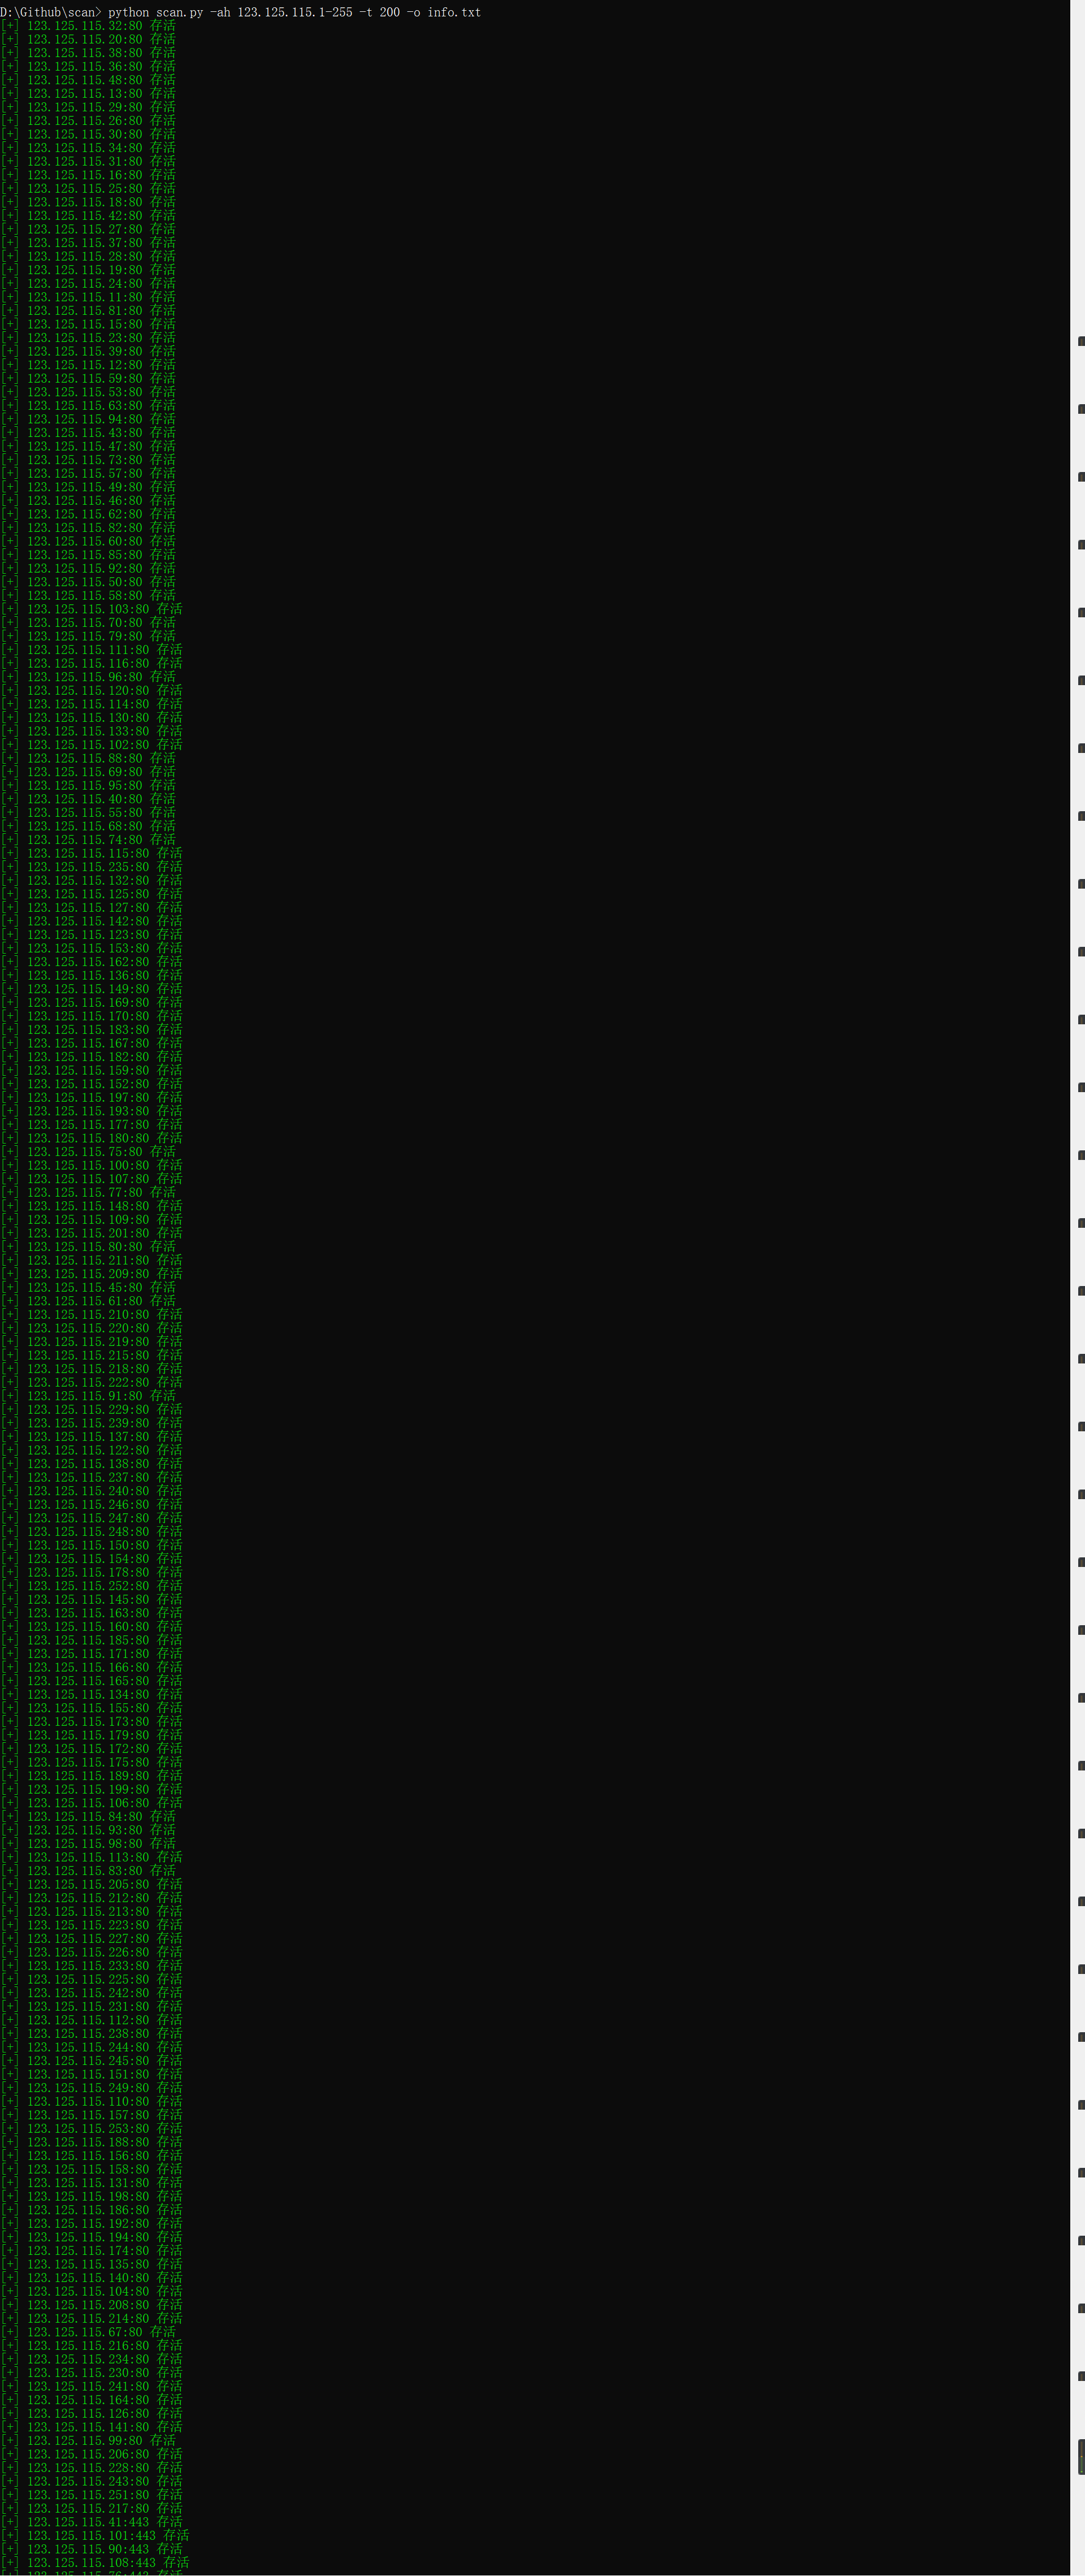 D:\Github\scan> python scan.py -ah 123.125.115.1-255 -t 200 -o info.txt
[+] 123.125.115.32:80 存活
[+] 123.125.115.20:80 存活
[+] 123.125.115.38:80 存活
[+] 123.125.115.36:80 存活
[+] 123.125.115.48:80 存活
[+] 123.125.115.13:80 存活
[+] 123.125.115.29:80 存活
[+] 123.125.115.26:80 存活
[+] 123.125.115.30:80 存活
[+] 123.125.115.34:80 存活
[+] 123.125.115.31:80 存活
[+] 123.125.115.16:80 存活
[+] 123.125.115.25:80 存活
[+] 123.125.115.18:80 存活
[+] 123.125.115.42:80 存活
[+] 123.125.115.27:80 存活
[+] 123.125.115.37:80 存活
[+] 123.125.115.28:80 存活
[+] 123.125.115.19:80 存活
[+] 123.125.115.24:80 存活
[+] 123.125.115.11:80 存活
[+] 123.125.115.81:80 存活
[+] 123.125.115.15:80 存活
[+] 123.125.115.23:80 存活
[+] 123.125.115.39:80 存活
[+] 123.125.115.12:80 存活
[+] 123.125.115.59:80 存活
[+] 123.125.115.53:80 存活
[+] 123.125.115.63:80 存活
[+] 123.125.115.94:80 存活
[+] 123.125.115.43:80 存活
[+] 123.125.115.47:80 存活
[+] 123.125.115.73:80 存活
[+] 123.125.115.57:80 存活
[+] 123.125.115.49:80 存活
[+] 123.125.115.46:80 存活
[+] 123.125.115.62:80 存活
[+] 123.125.115.82:80 存活
[+] 123.125.115.60:80 存活
[+] 123.125.115.85:80 存活
[+] 123.125.115.92:80 存活
[+] 123.125.115.50:80 存活
[+] 123.125.115.58:80 存活
[+] 123.125.115.103:80 存活
[+] 123.125.115.70:80 存活
[+] 123.125.115.79:80 存活
[+] 123.125.115.111:80 存活
[+] 123.125.115.116:80 存活
[+] 123.125.115.96:80 存活
[+] 123.125.115.120:80 存活
[+] 123.125.115.114:80 存活
[+] 123.125.115.130:80 存活
[+] 123.125.115.133:80 存活
[+] 123.125.115.102:80 存活
[+] 123.125.115.88:80 存活
[+] 123.125.115.69:80 存活
[+] 123.125.115.95:80 存活
[+] 123.125.115.40:80 存活
[+] 123.125.115.55:80 存活
[+] 123.125.115.68:80 存活
[+] 123.125.115.74:80 存活
[+] 123.125.115.115:80 存活
[+] 123.125.115.235:80 存活
[+] 123.125.115.132:80 存活
[+] 123.125.115.125:80 存活
[+] 123.125.115.127:80 存活
[+] 123.125.115.142:80 存活
[+] 123.125.115.123:80 存活
[+] 123.125.115.153:80 存活
[+] 123.125.115.162:80 存活
[+] 123.125.115.136:80 存活
[+] 123.125.115.149:80 存活
[+] 123.125.115.169:80 存活
[+] 123.125.115.170:80 存活
[+] 123.125.115.183:80 存活
[+] 123.125.115.167:80 存活
[+] 123.125.115.182:80 存活
[+] 123.125.115.159:80 存活
[+] 123.125.115.152:80 存活
[+] 123.125.115.197:80 存活
[+] 123.125.115.193:80 存活
[+] 123.125.115.177:80 存活
[+] 123.125.115.180:80 存活
[+] 123.125.115.75:80 存活
[+] 123.125.115.100:80 存活
[+] 123.125.115.107:80 存活
[+] 123.125.115.77:80 存活
[+] 123.125.115.148:80 存活
[+] 123.125.115.109:80 存活
[+] 123.125.115.201:80 存活
[+] 123.125.115.80:80 存活
[+] 123.125.115.211:80 存活
[+] 123.125.115.209:80 存活
[+] 123.125.115.45:80 存活
[+] 123.125.115.61:80 存活
[+] 123.125.115.210:80 存活
[+] 123.125.115.220:80 存活
[+] 123.125.115.219:80 存活
[+] 123.125.115.215:80 存活
[+] 123.125.115.218:80 存活
[+] 123.125.115.222:80 存活
[+] 123.125.115.91:80 存活
[+] 123.125.115.229:80 存活
[+] 123.125.115.239:80 存活
[+] 123.125.115.137:80 存活
[+] 123.125.115.122:80 存活
[+] 123.125.115.138:80 存活
[+] 123.125.115.237:80 存活
[+] 123.125.115.240:80 存活
[+] 123.125.115.246:80 存活
[+] 123.125.115.247:80 存活
[+] 123.125.115.248:80 存活
[+] 123.125.115.150:80 存活
[+] 123.125.115.154:80 存活
[+] 123.125.115.178:80 存活
[+] 123.125.115.252:80 存活
[+] 123.125.115.145:80 存活
[+] 123.125.115.163:80 存活
[+] 123.125.115.160:80 存活
[+] 123.125.115.185:80 存活
[+] 123.125.115.171:80 存活
[+] 123.125.115.166:80 存活
[+] 123.125.115.165:80 存活
[+] 123.125.115.134:80 存活
[+] 123.125.115.155:80 存活
[+] 123.125.115.173:80 存活
[+] 123.125.115.179:80 存活
[+] 123.125.115.172:80 存活
[+] 123.125.115.175:80 存活
[+] 123.125.115.189:80 存活
[+] 123.125.115.199:80 存活
[+] 123.125.115.106:80 存活
[+] 123.125.115.84:80 存活
[+] 123.125.115.93:80 存活
[+] 123.125.115.98:80 存活
[+] 123.125.115.113:80 存活
[+] 123.125.115.83:80 存活
[+] 123.125.115.205:80 存活
[+] 123.125.115.212:80 存活
[+] 123.125.115.213:80 存活
[+] 123.125.115.223:80 存活
[+] 123.125.115.227:80 存活
[+] 123.125.115.226:80 存活
[+] 123.125.115.233:80 存活
[+] 123.125.115.225:80 存活
[+] 123.125.115.242:80 存活
[+] 123.125.115.231:80 存活
[+] 123.125.115.112:80 存活
[+] 123.125.115.238:80 存活
[+] 123.125.115.244:80 存活
[+] 123.125.115.245:80 存活
[+] 123.125.115.151:80 存活
[+] 123.125.115.249:80 存活
[+] 123.125.115.110:80 存活
[+] 123.125.115.157:80 存活
[+] 123.125.115.253:80 存活
[+] 123.125.115.188:80 存活
[+] 123.125.115.156:80 存活
[+] 123.125.115.158:80 存活
[+] 123.125.115.131:80 存活
[+] 123.125.115.198:80 存活
[+] 123.125.115.186:80 存活
[+] 123.125.115.192:80 存活
[+] 123.125.115.194:80 存活
[+] 123.125.115.174:80 存活
[+] 123.125.115.135:80 存活
[+] 123.125.115.140:80 存活
[+] 123.125.115.104:80 存活
[+] 123.125.115.208:80 存活
[+] 123.125.115.214:80 存活
[+] 123.125.115.67:80 存活
[+] 123.125.115.216:80 存活
[+] 123.125.115.234:80 存活
[+] 123.125.115.230:80 存活
[+] 123.125.115.241:80 存活
[+] 123.125.115.164:80 存活
[+] 123.125.115.126:80 存活
[+] 123.125.115.141:80 存活
[+] 123.125.115.99:80 存活
[+] 123.125.115.206:80 存活
[+] 123.125.115.228:80 存活
[+] 123.125.115.243:80 存活
[+] 123.125.115.251:80 存活
[+] 123.125.115.217:80 存活
[+] 123.125.115.41:443 存活
[+] 123.125.115.101:443 存活
[+] 123.125.115.90:443 存活
[+] 123.125.115.108:443 存活